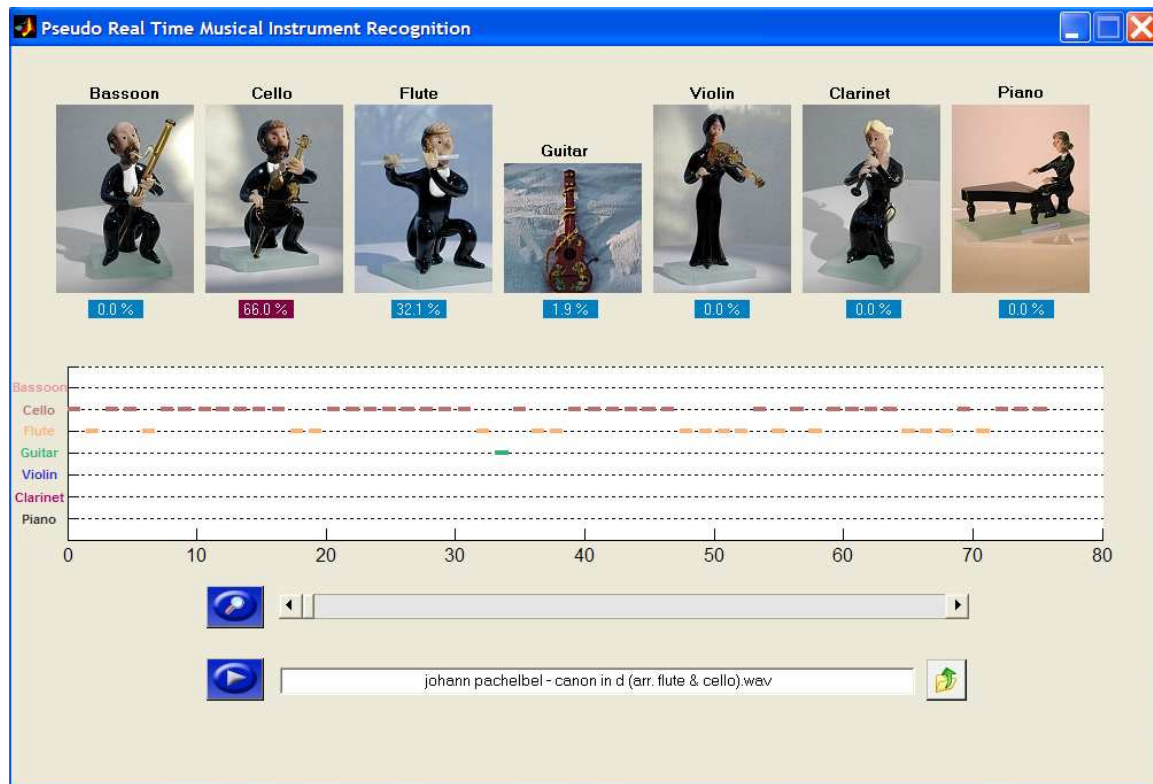 Pseudo Real Time Musical Instrument Recognition
Bassoon Cello Flute Guitar Violin Clarinet Piano
0.0 % 66.0 % 32.1 % 1.9 % 0.0 % 0.0 % 0.0 %
Bassoon
Cello
Flute
Guitar
Violin
Clarinet
Piano
0 10 20 30 40 50 60 70 80
johann pachelbel - canon in d (arr. flute & cello).wav